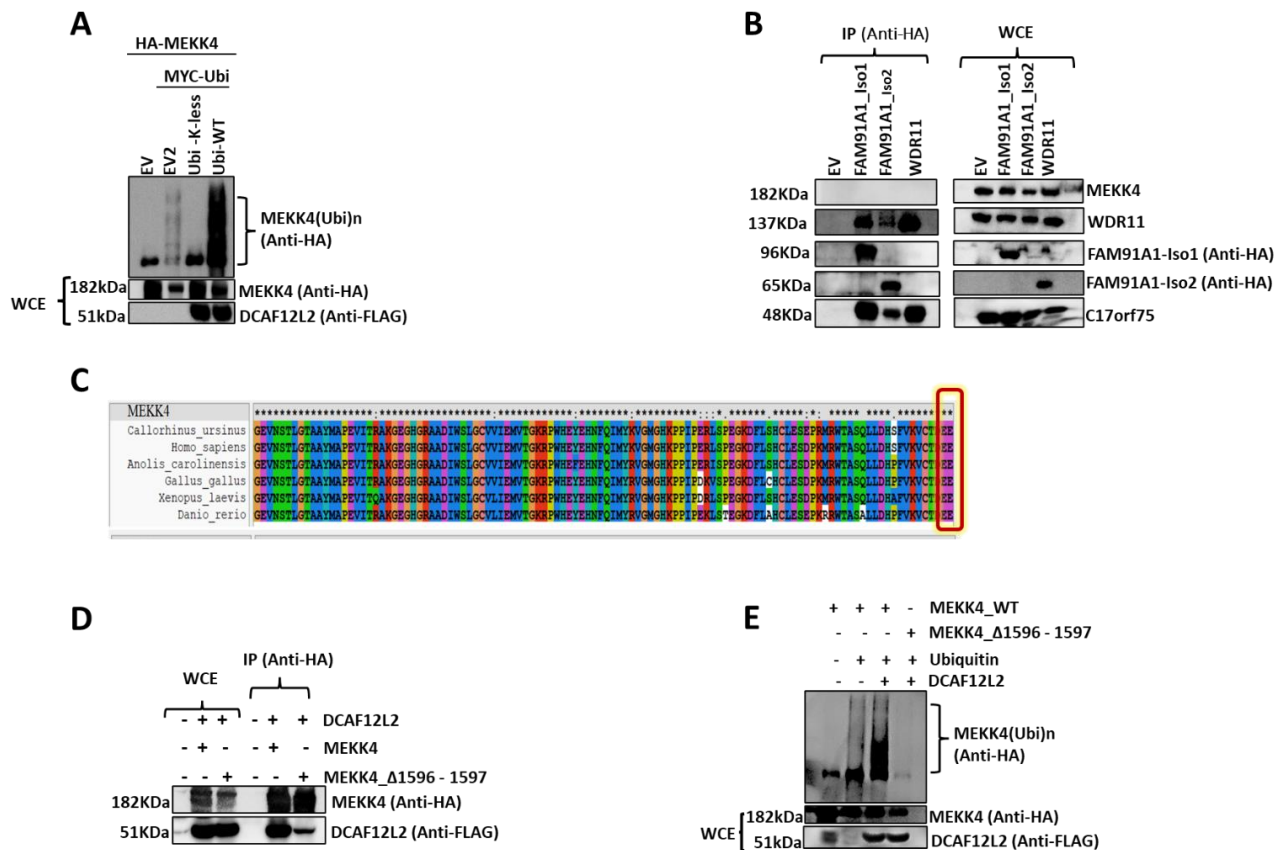 A
HA-MEKK4
MYC-Ubi
EV
EV2
Ubi -K-less
Ubi-WT
MEKK4(Ubi)n
(Anti-HA)
WCE
182kDa
MEKK4 (Anti-HA)
51kDa
DCAF12L2 (Anti-FLAG)
B
IP (Anti-HA)
WCE
EV
FAM91A1_Iso1
FAM91A1_Iso2
WDR11
EV
FAM91A1_Iso1
FAM91A1_Iso2
WDR11
182KDa
MEKK4
137KDa
WDR11
96KDa
FAM91A1-Iso1 (Anti-HA)
65KDa
FAM91A1-Iso2 (Anti-HA)
48KDa
C17orf75
C
MEKK4
Callorhinus_ursinus
Homo_sapiens
Anolis_carolinensis
Gallus_gallus
Xenopus_laevis
Danio_rerio
D
IP (Anti-HA)
WCE
- + + - + + DCAF12L2
- + - - + - MEKK4
- - + - - + MEKK4_Δ1596 - 1597
182KDa MEKK4 (Anti-HA)
51KDa DCAF12L2 (Anti-FLAG)
E
+ + + - MEKK4_WT
- - - + MEKK4_Δ1596 - 1597
- + + + Ubiquitin
- - + + DCAF12L2
MEKK4(Ubi)n
(Anti-HA)
WCE
182KDa MEKK4 (Anti-HA)
51KDa DCAF12L2 (Anti-FLAG)